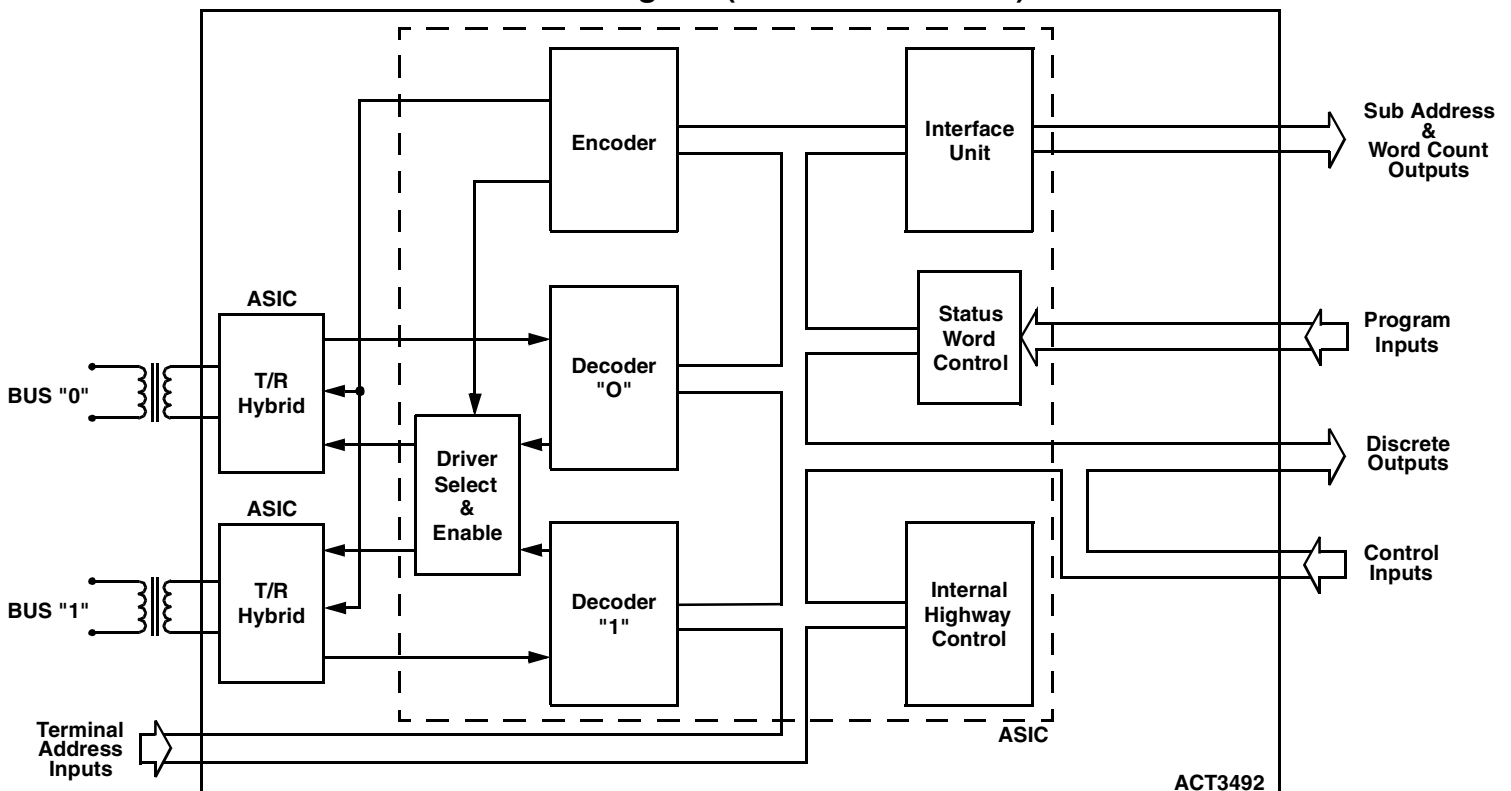 Encoder
Interface
Unit
Sub Address
&
Word Count
Outputs
ASIC
T/R
Hybrid
BUS "0"
Decoder
"O"
Status
Word
Control
Program
Inputs
Driver
Select
&
Enable
Discrete
Outputs
ASIC
T/R
Hybrid
BUS "1"
Decoder
"1"
Internal
Highway
Control
Control
Inputs
Terminal
Address
Inputs
ASIC
ACT3492